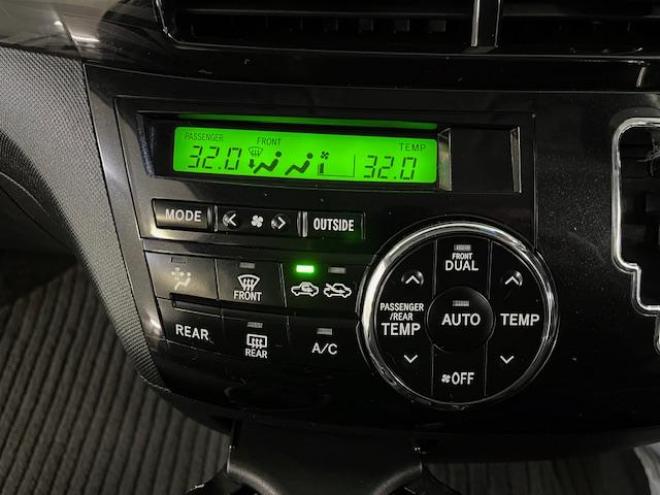 PASSENGER FRONT TEMP
32.0 32.0
MODE OUTSIDE
FRONT
DUAL
FRONT
PASSENGER
/REAR
TEMP
AUTO
TEMP
REAR
REAR
A/C
OFF